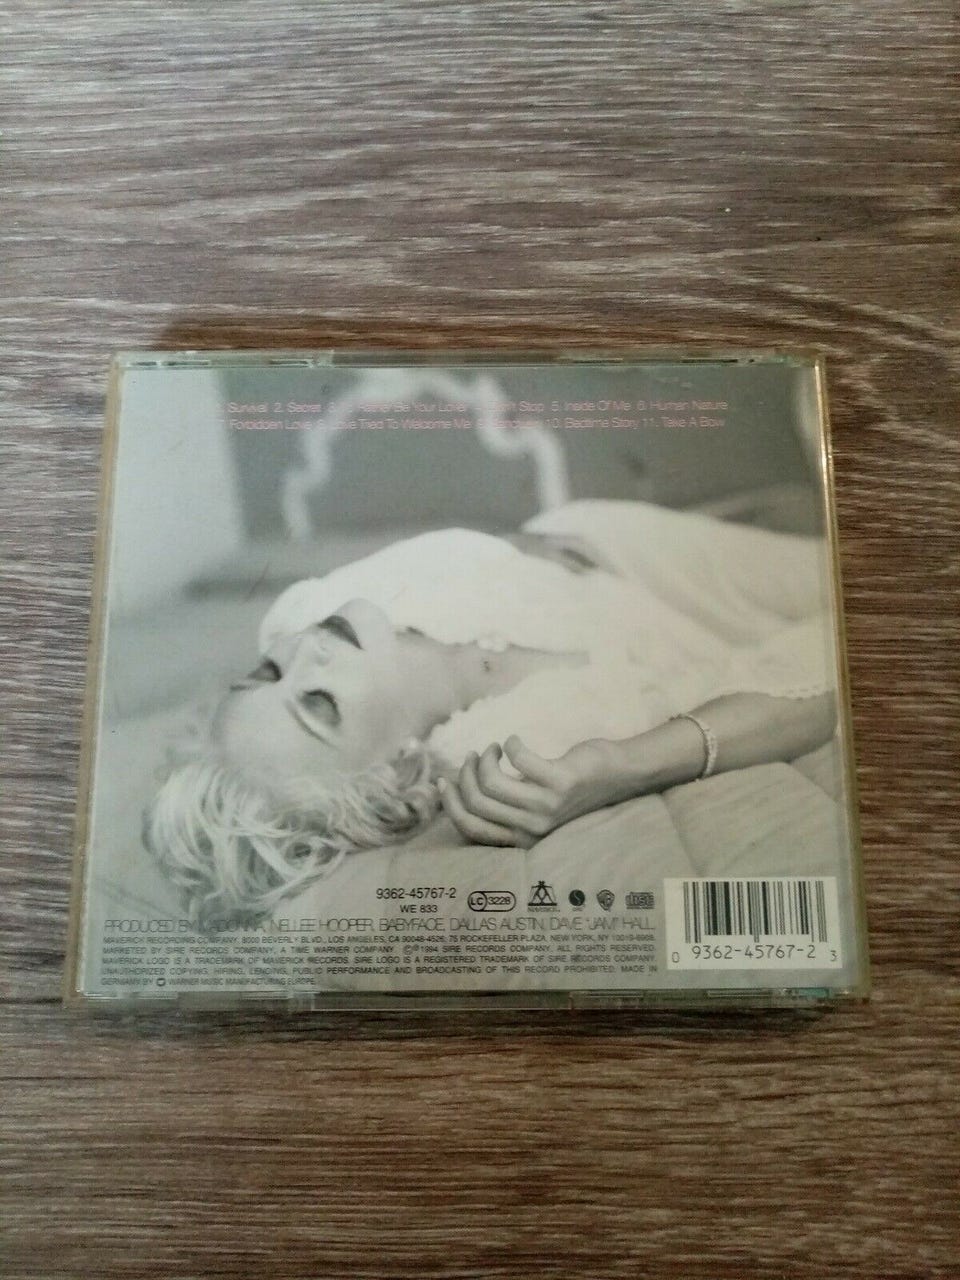 Survival 2. Secret 3. I'd Rather Be Your Lover 4. Don't Stop 5. Inside Of Me 6. Human Nature
7. Forbidden Love 8. Love Tried To Welcome Me 9. Sanctuary 10. Bedtime Story 11. Take A Bow
9362-45767-2
WE 833
LC 3228
PRODUCED BY MADONNA, NELLEE HOOPER, BABYFACE, DALLAS AUSTIN, DAVE "JAM" HALL.
MAVERICK RECORDING COMPANY, 8000 BEVERLY BLVD., LOS ANGELES, CA 90048-4526; 75 ROCKEFELLER PLAZA, NEW YORK, NY 10019-6908.
MARKETED BY SIRE RECORDS COMPANY, A TIME WARNER COMPANY. ℗©1994 SIRE RECORDS COMPANY. ALL RIGHTS RESERVED.
MAVERICK LOGO IS A TRADEMARK OF MAVERICK RECORDS. SIRE LOGO IS A REGISTERED TRADEMARK OF SIRE RECORDS COMPANY.
UNAUTHORIZED COPYING, HIRING, LENDING, PUBLIC PERFORMANCE AND BROADCASTING OF THIS RECORD PROHIBITED. MADE IN
GERMANY BY WARNER MUSIC MANUFACTURING EUROPE.
0 9362-45767-2 3